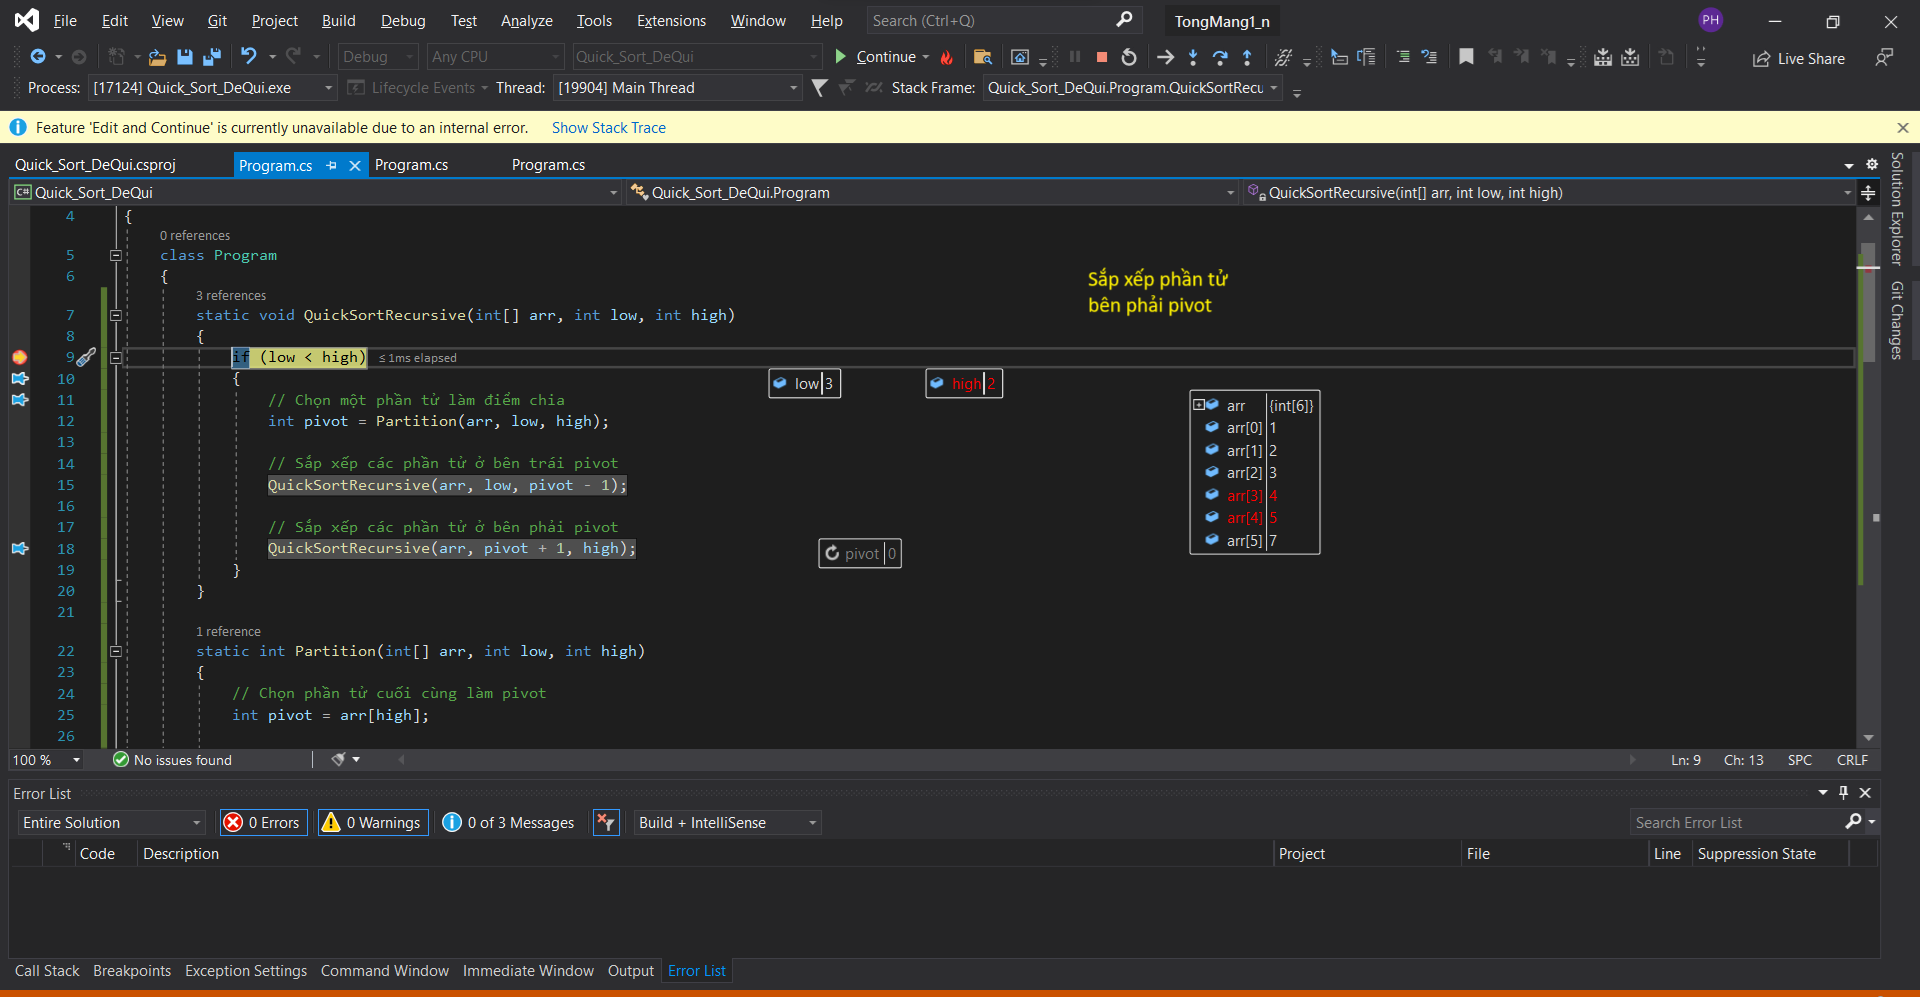 File Edit View Git Project Build Debug Test Analyze Tools Extensions Window Help Search (Ctrl+Q) TongMang1_n PH
Debug Any CPU Quick_Sort_DeQui Continue Live Share
Process: [17124] Quick_Sort_DeQui.exe Lifecycle Events Thread: [19904] Main Thread Stack Frame: Quick_Sort_DeQui.Program.QuickSortRecu
Feature 'Edit and Continue' is currently unavailable due to an internal error. Show Stack Trace
Quick_Sort_DeQui.csproj Program.cs Program.cs Program.cs
C# Quick_Sort_DeQui Quick_Sort_DeQui.Program QuickSortRecursive(int[] arr, int low, int high)
4 {
0 references
5 class Program
6 {
3 references
7 static void QuickSortRecursive(int[] arr, int low, int high)
8 {
9 if (low < high) ≤ 1ms elapsed
10 {
11 // Chọn một phần tử làm điểm chia
12 int pivot = Partition(arr, low, high);
13
14 // Sắp xếp các phần tử ở bên trái pivot
15 QuickSortRecursive(arr, low, pivot - 1);
16
17 // Sắp xếp các phần tử ở bên phải pivot
18 QuickSortRecursive(arr, pivot + 1, high);
19 }
20 }
21
1 reference
22 static int Partition(int[] arr, int low, int high)
23 {
24 // Chọn phần tử cuối cùng làm pivot
25 int pivot = arr[high];
26
Sắp xếp phần tử
bên phải pivot
low 3
high 2
pivot 0
arr {int[6]}
arr[0] 1
arr[1] 2
arr[2] 3
arr[3] 4
arr[4] 5
arr[5] 7
Solution Explorer
Git Changes
100 % No issues found Ln: 9 Ch: 13 SPC CRLF
Error List
Entire Solution 0 Errors 0 Warnings 0 of 3 Messages Build + IntelliSense Search Error List
Code Description Project File Line Suppression State
Call Stack Breakpoints Exception Settings Command Window Immediate Window Output Error List